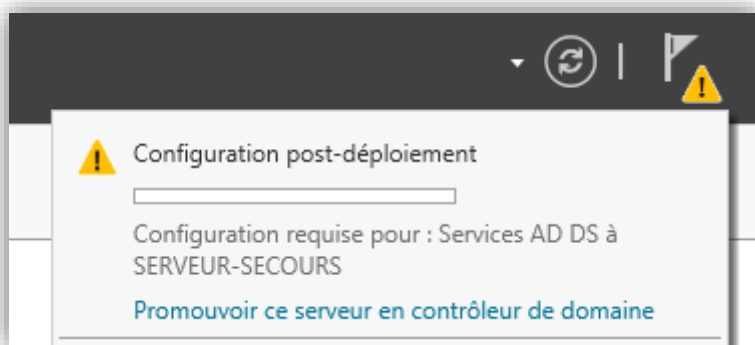 Configuration post-déploiement
Configuration requise pour : Services AD DS à
SERVEUR-SECOURS
Promouvoir ce serveur en contrôleur de domaine